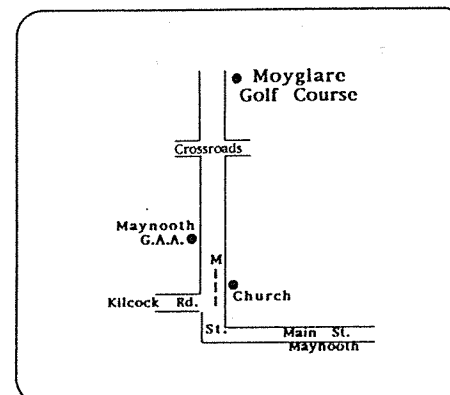 Moyglare
Golf Course
Crossroads
Maynooth
G.A.A.
M
Church
Kilcock Rd.
St.
Main St.
Maynooth